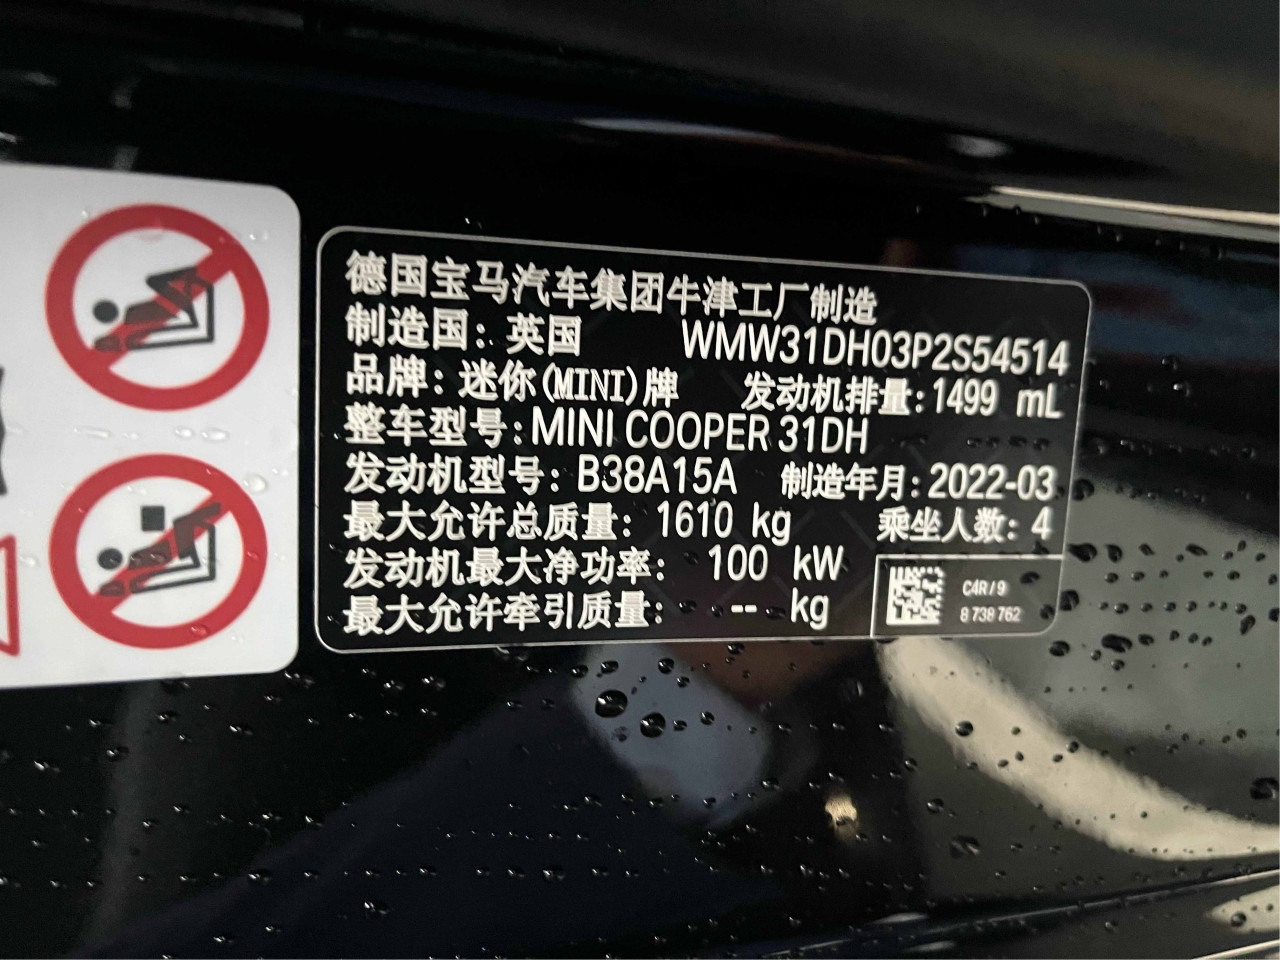 德国宝马汽车集团牛津工厂制造
制造国: 英国 WMW31DH03P2S54514
品牌: 迷你(MINI)牌 发动机排量: 1499 mL
整车型号: MINI COOPER 31DH
发动机型号: B38A15A 制造年月: 2022-03
最大允许总质量: 1610 kg 乘坐人数: 4
发动机最大净功率: 100 kW
最大允许牵引质量: -- kg
C4R/9
8 738 762